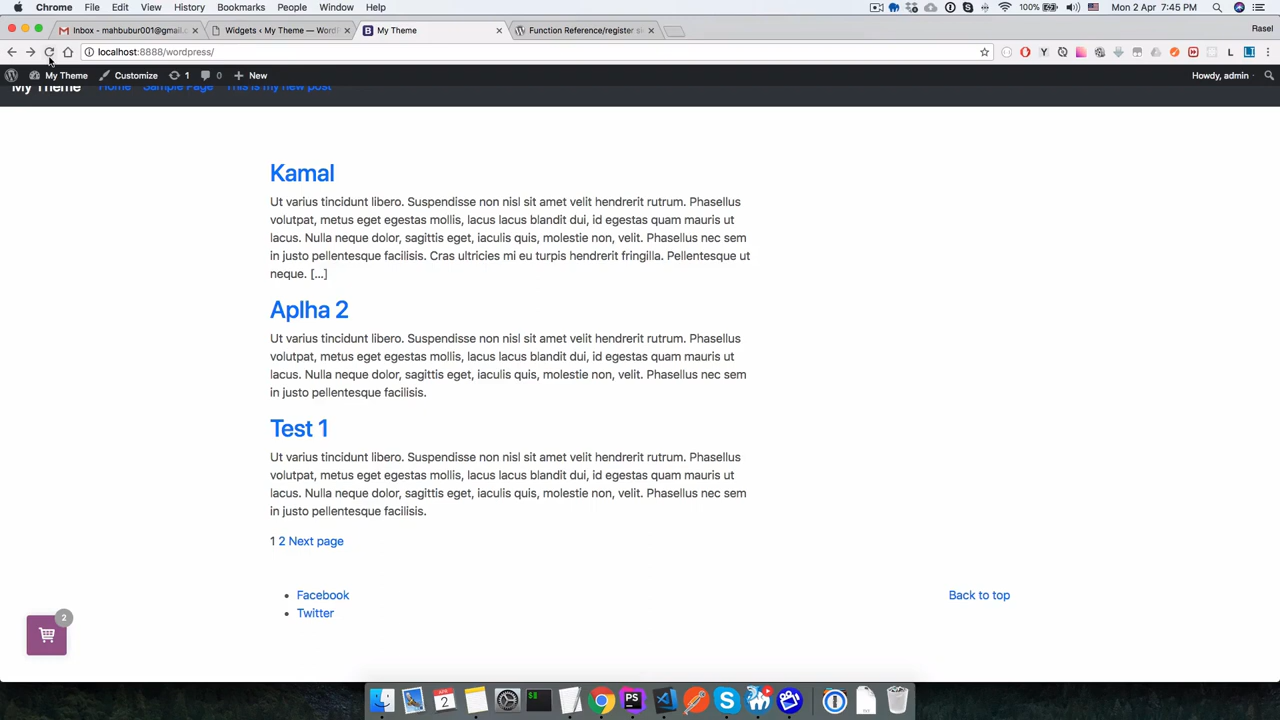 Chrome File Edit View History Bookmarks People Window Help 100% Mon 2 Apr 7:45 PM
Inbox - mahbubur001@gmail.c Widgets ‹ My Theme — Word My Theme Function Reference/register s Rasel
localhost:8888/wordpress/
My Theme Customize 1 0 New Howdy, admin
My Theme Home Sample Page This is my new post
Kamal
Ut varius tincidunt libero. Suspendisse non nisl sit amet velit hendrerit rutrum. Phasellus
volutpat, metus eget egestas mollis, lacus lacus blandit dui, id egestas quam mauris ut
lacus. Nulla neque dolor, sagittis eget, iaculis quis, molestie non, velit. Phasellus nec sem
in justo pellentesque facilisis. Cras ultricies mi eu turpis hendrerit fringilla. Pellentesque ut
neque. [...]
Aplha 2
Ut varius tincidunt libero. Suspendisse non nisl sit amet velit hendrerit rutrum. Phasellus
volutpat, metus eget egestas mollis, lacus lacus blandit dui, id egestas quam mauris ut
lacus. Nulla neque dolor, sagittis eget, iaculis quis, molestie non, velit. Phasellus nec sem
in justo pellentesque facilisis.
Test 1
Ut varius tincidunt libero. Suspendisse non nisl sit amet velit hendrerit rutrum. Phasellus
volutpat, metus eget egestas mollis, lacus lacus blandit dui, id egestas quam mauris ut
lacus. Nulla neque dolor, sagittis eget, iaculis quis, molestie non, velit. Phasellus nec sem
in justo pellentesque facilisis.
1 2 Next page
Facebook Back to top
Twitter
2